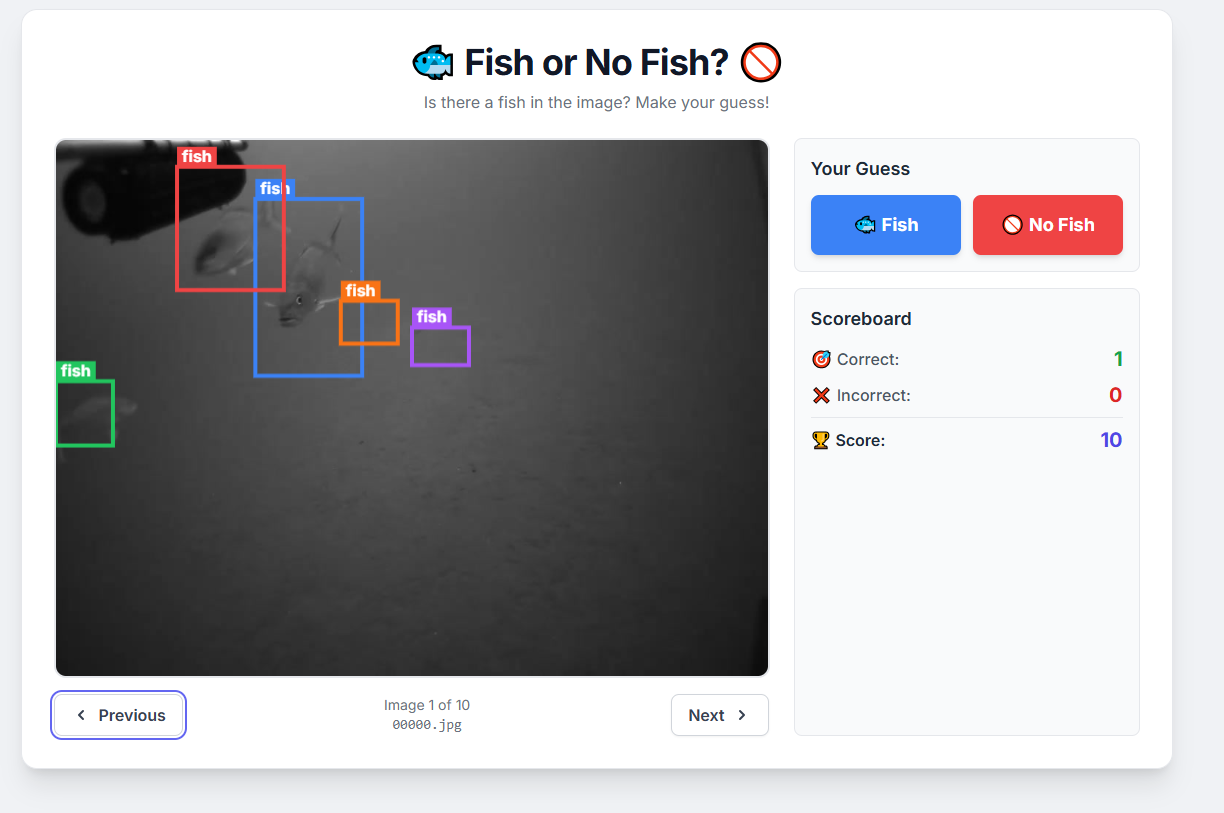 Fish or No Fish?
Is there a fish in the image? Make your guess!
fish
fish
fish
fish
fish
Previous
Image 1 of 10
00000.jpg
Next
Your Guess
Fish
No Fish
Scoreboard
Correct: 1
Incorrect: 0
Score: 10